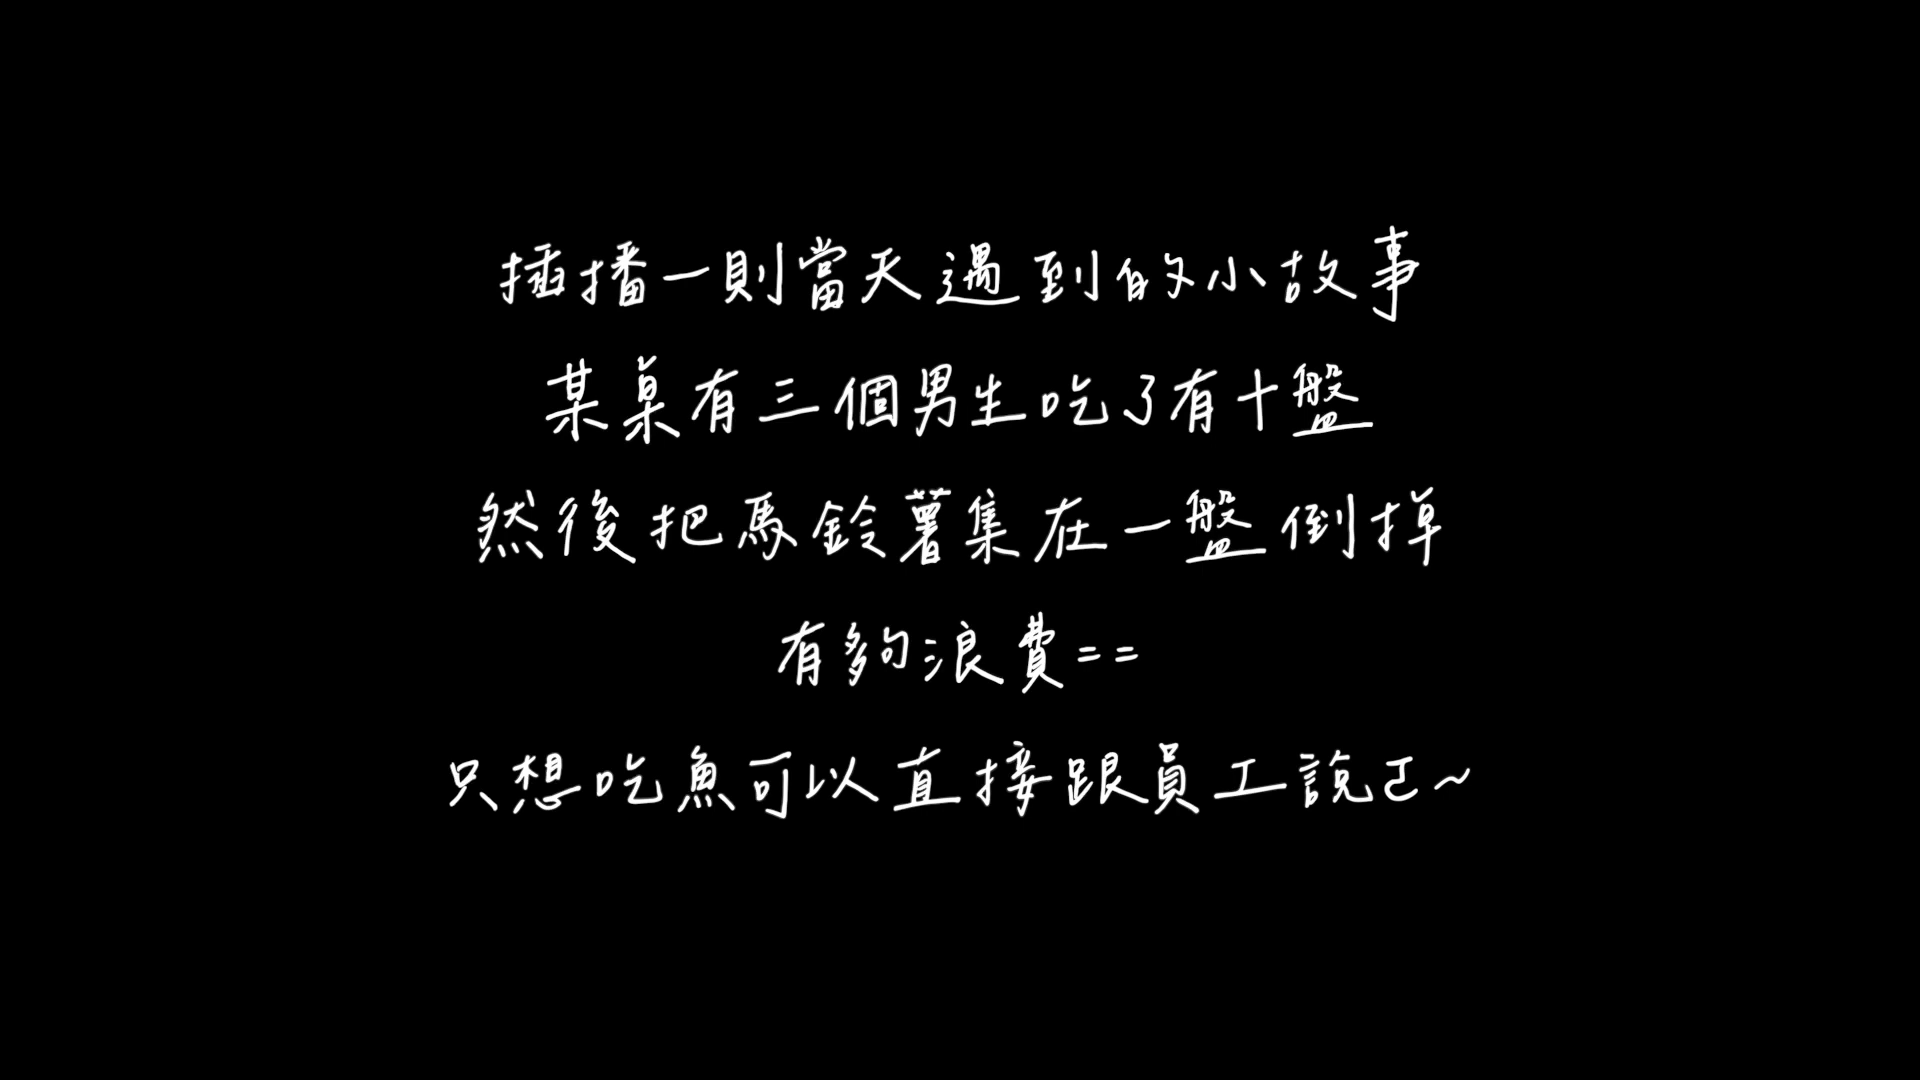 插播一則當天遇到的小故事
某桌有三個男生吃了有十盤
然後把馬鈴薯集在一盤倒掉
有夠浪費==
只想吃魚可以直接跟員工說ㄛ~